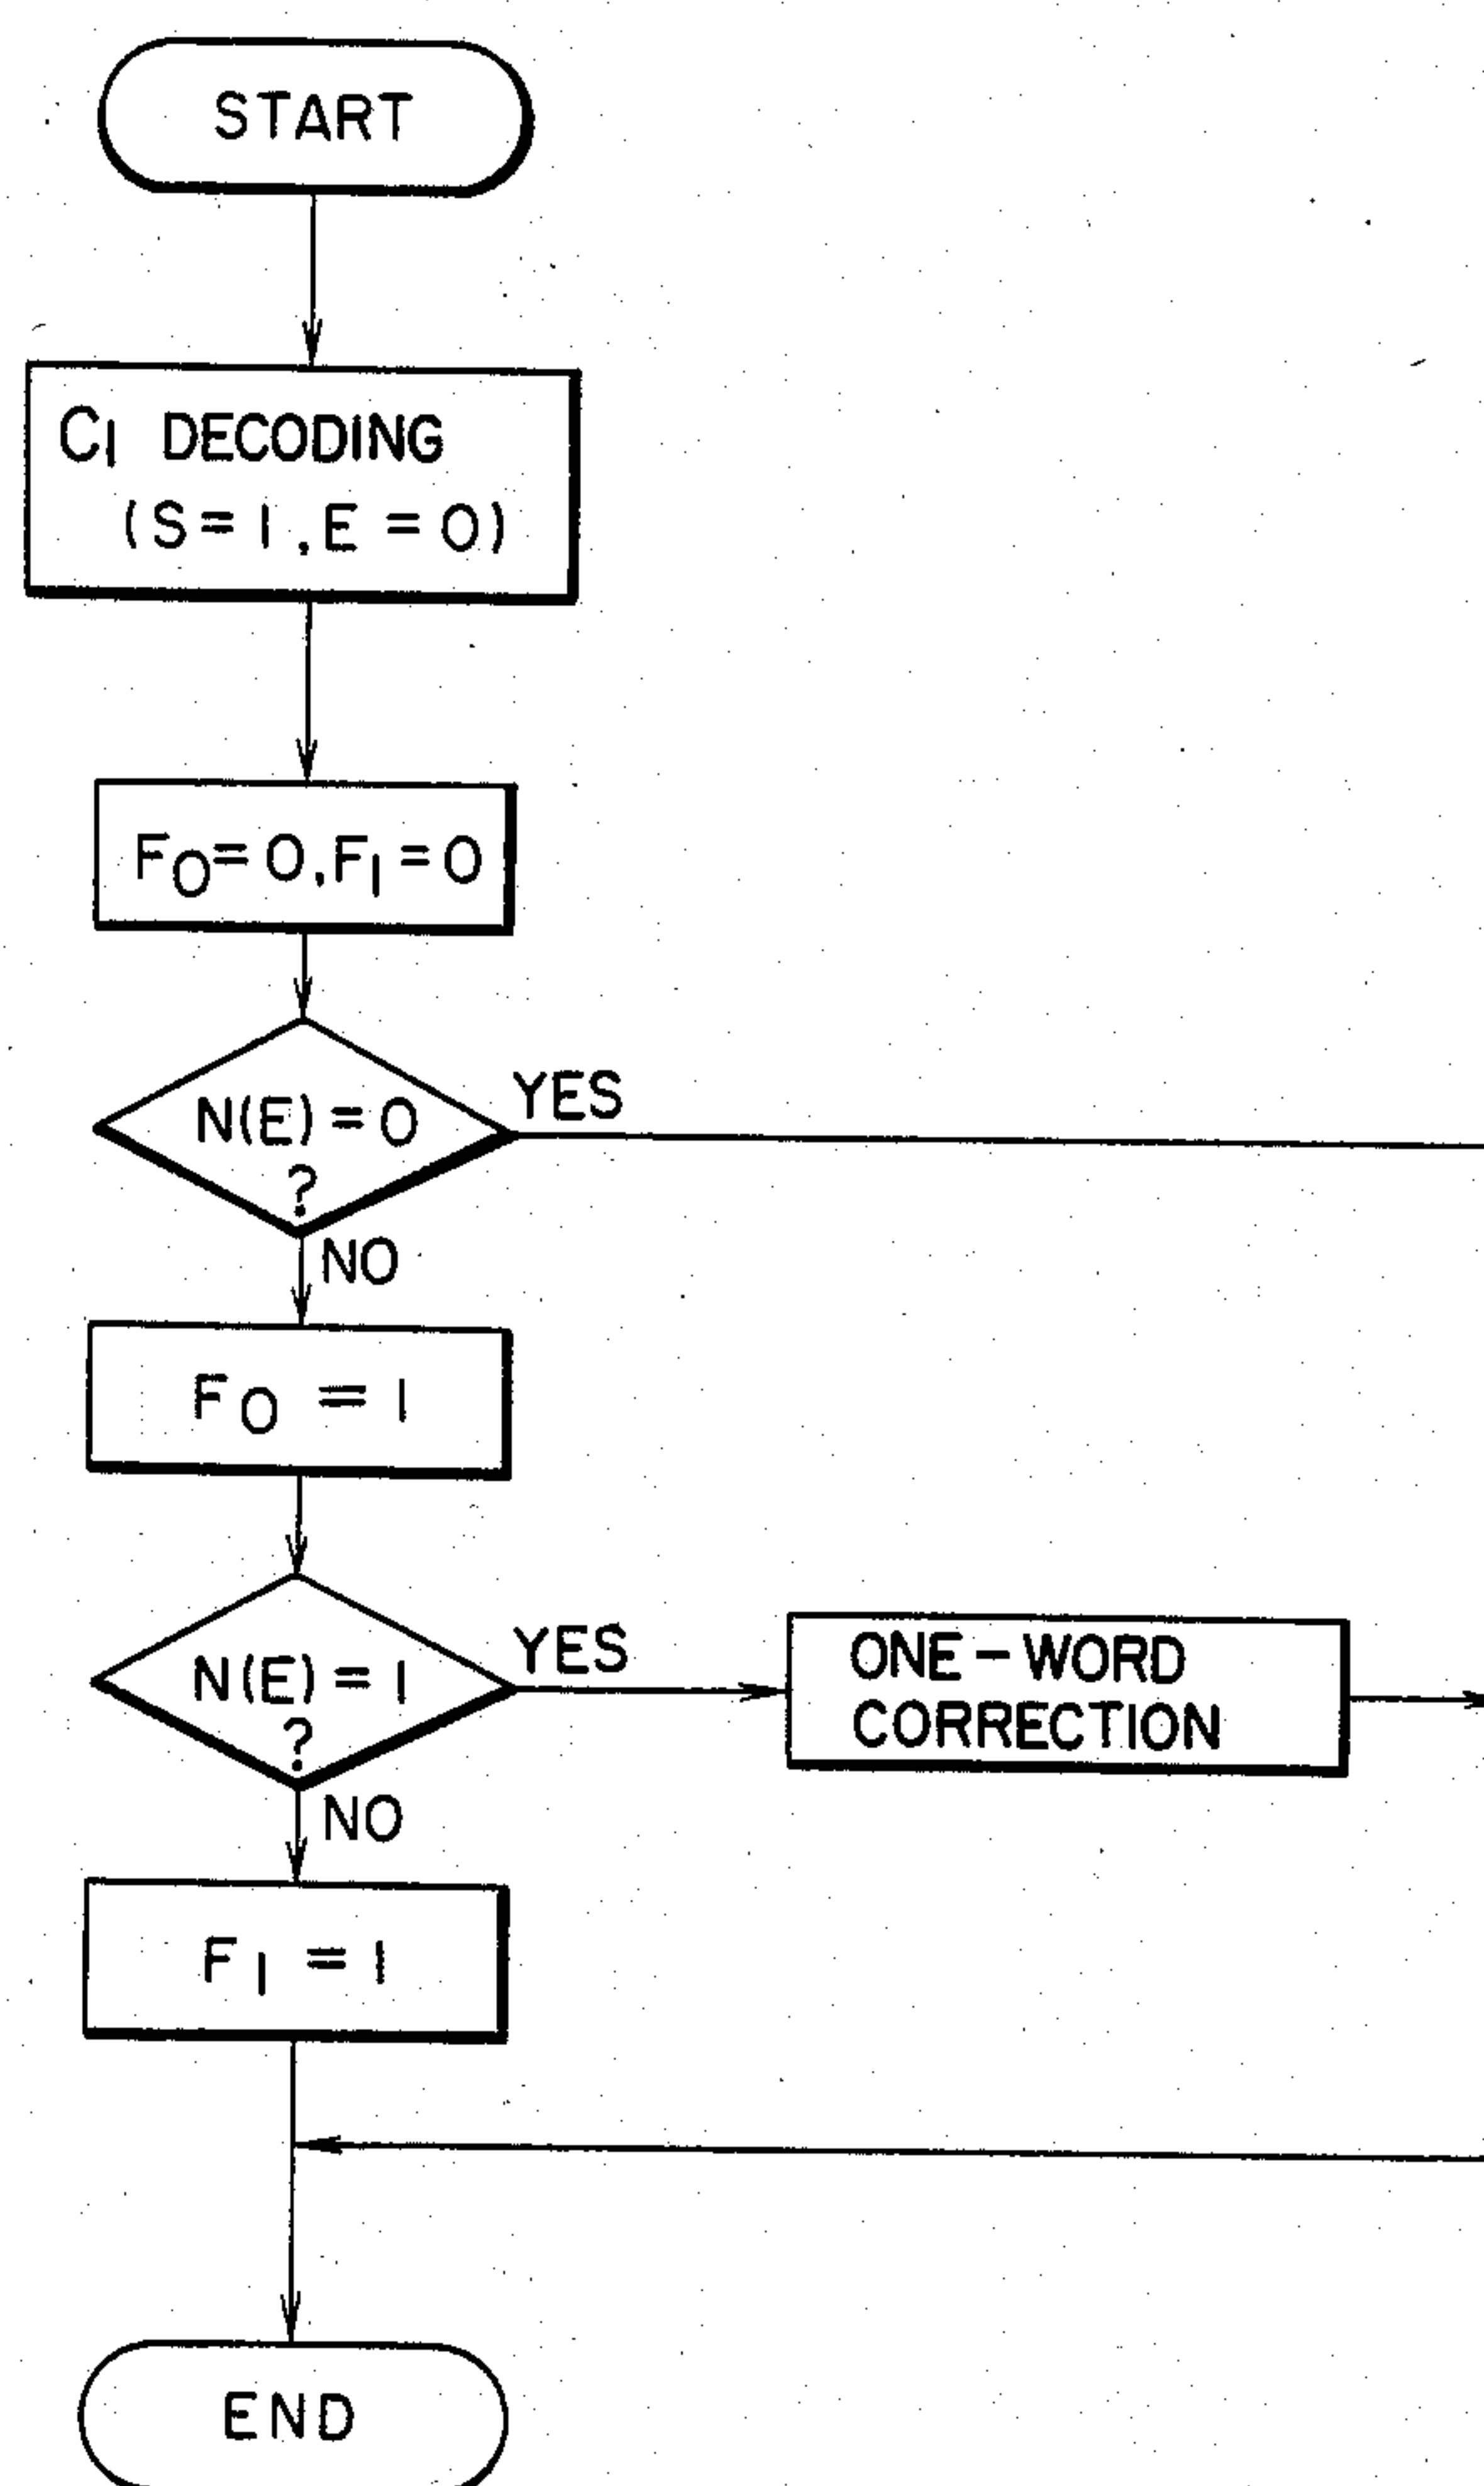 START
C1 DECODING
(S=1, E=0)
F0=0, F1=0
N(E)=0
?
YES
NO
F0 = 1
N(E)=1
?
YES
ONE-WORD
CORRECTION
NO
F1 = 1
END